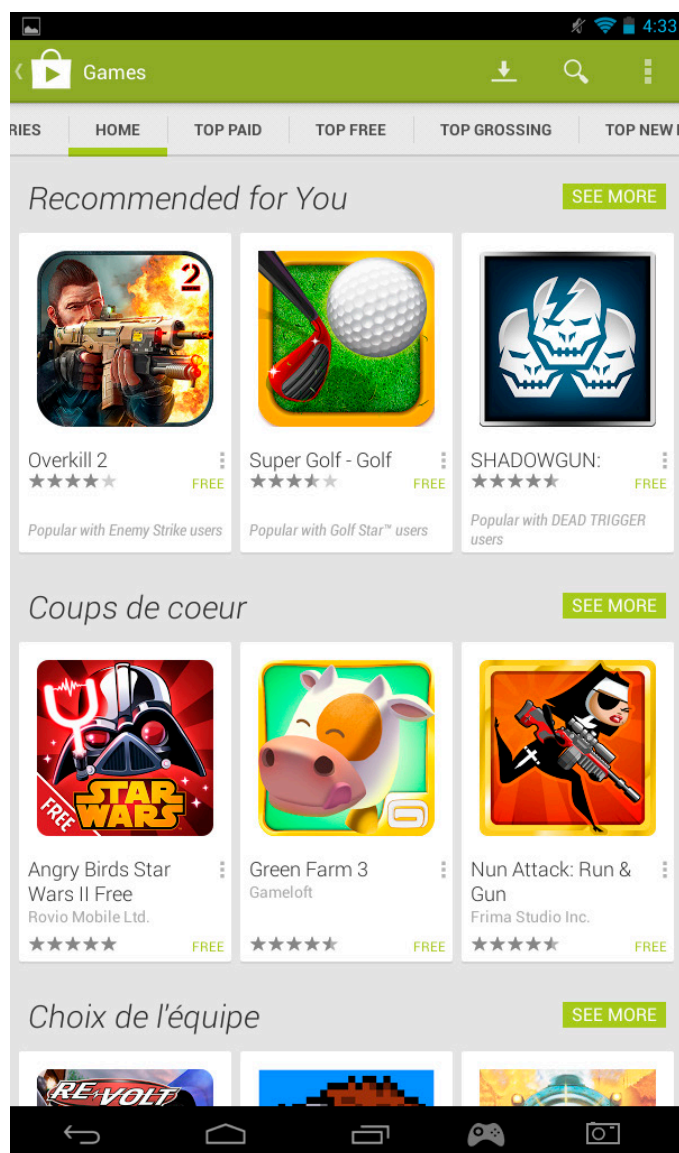 4:33
Games
RIES HOME TOP PAID TOP FREE TOP GROSSING TOP NEW
Recommended for You SEE MORE
2
Overkill 2
FREE
Popular with Enemy Strike users
Super Golf - Golf
FREE
Popular with Golf Star™ users
SHADOWGUN:
FREE
Popular with DEAD TRIGGER
users
Coups de coeur SEE MORE
STAR
WARS
FREE
Angry Birds Star
Wars II Free
Rovio Mobile Ltd.
FREE
Green Farm 3
Gameloft
FREE
Nun Attack: Run &
Gun
Frima Studio Inc.
FREE
Choix de l'équipe SEE MORE
RE-VOLT